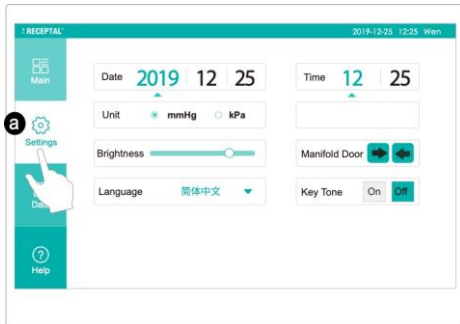 RECEPTAL 2019-12-25 12:25 Wen
Main
Date 2019 12 25
Time 12 25
a
Settings
Unit mmHg kPa
Brightness
Manifold Door
Language 简体中文
Key Tone On Off
?
Help